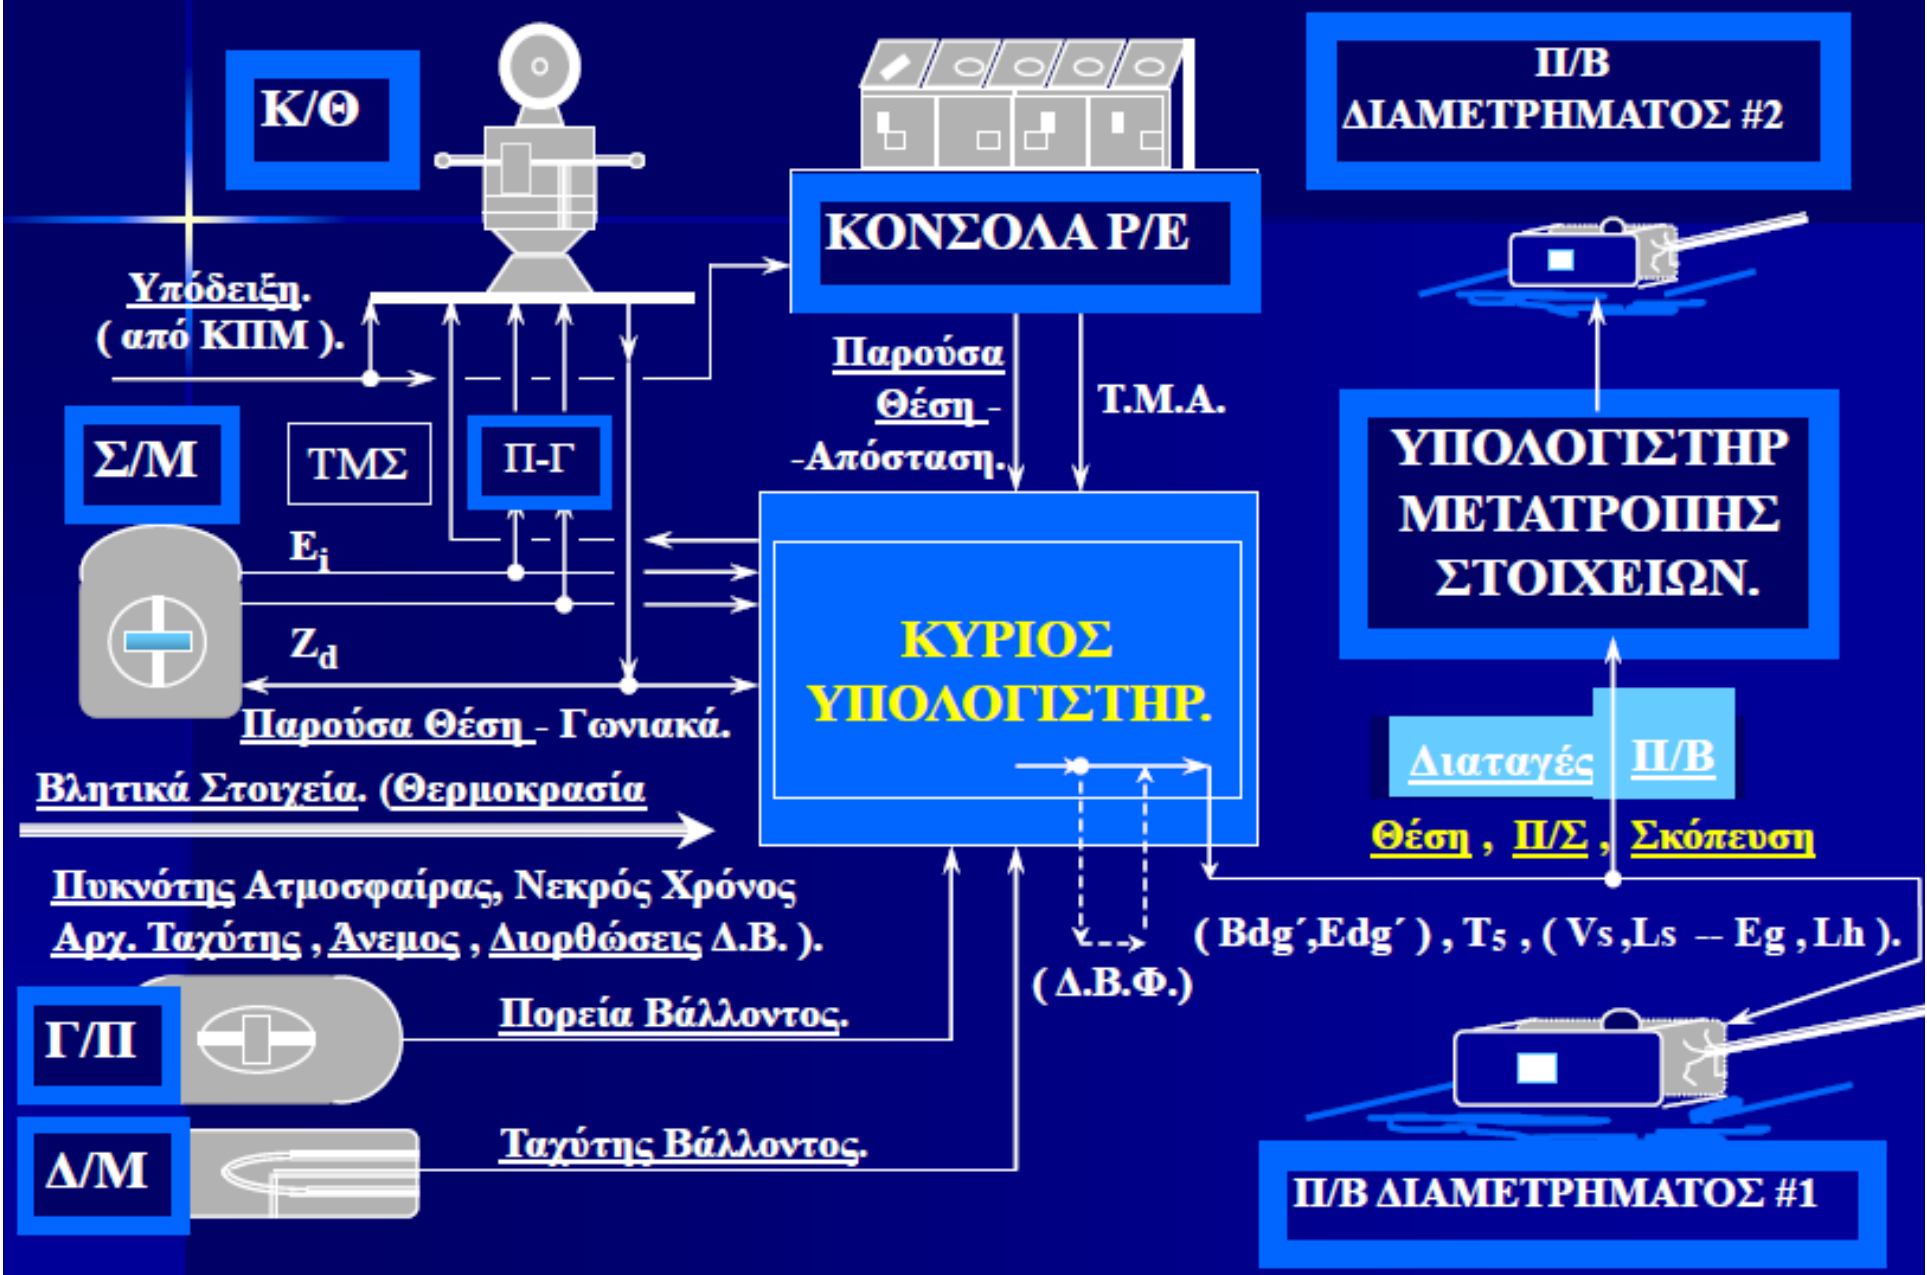 Κ/Θ
ΚΟΝΣΟΛΑ Ρ/Ε
Π/Β
ΔΙΑΜΕΤΡΗΜΑΤΟΣ #2
Υπόδειξη.
( από ΚΠΜ ).
Παρούσα
Θέση -
-Απόσταση.
Τ.Μ.Α.
Σ/Μ
ΤΜΣ
Π-Γ
ΥΠΟΛΟΓΙΣΤΗΡ
ΜΕΤΑΤΡΟΠΗΣ
ΣΤΟΙΧΕΙΩΝ.
Ei
Zd
Παρούσα Θέση - Γωνιακά.
ΚΥΡΙΟΣ
ΥΠΟΛΟΓΙΣΤΗΡ.
Διαταγές Π/Β
Θέση , Π/Σ , Σκόπευση
Βλητικά Στοιχεία. (Θερμοκρασία
Πυκνότης Ατμοσφαίρας, Νεκρός Χρόνος
Αρχ. Ταχύτης , Άνεμος , Διορθώσεις Δ.Β. ).
( Bdg΄,Edg΄ ) , T5 , ( Vs ,Ls -- Eg , Lh ).
( Δ.Β.Φ.)
Γ/Π
Πορεία Βάλλοντος.
Δ/Μ
Ταχύτης Βάλλοντος.
Π/Β ΔΙΑΜΕΤΡΗΜΑΤΟΣ #1